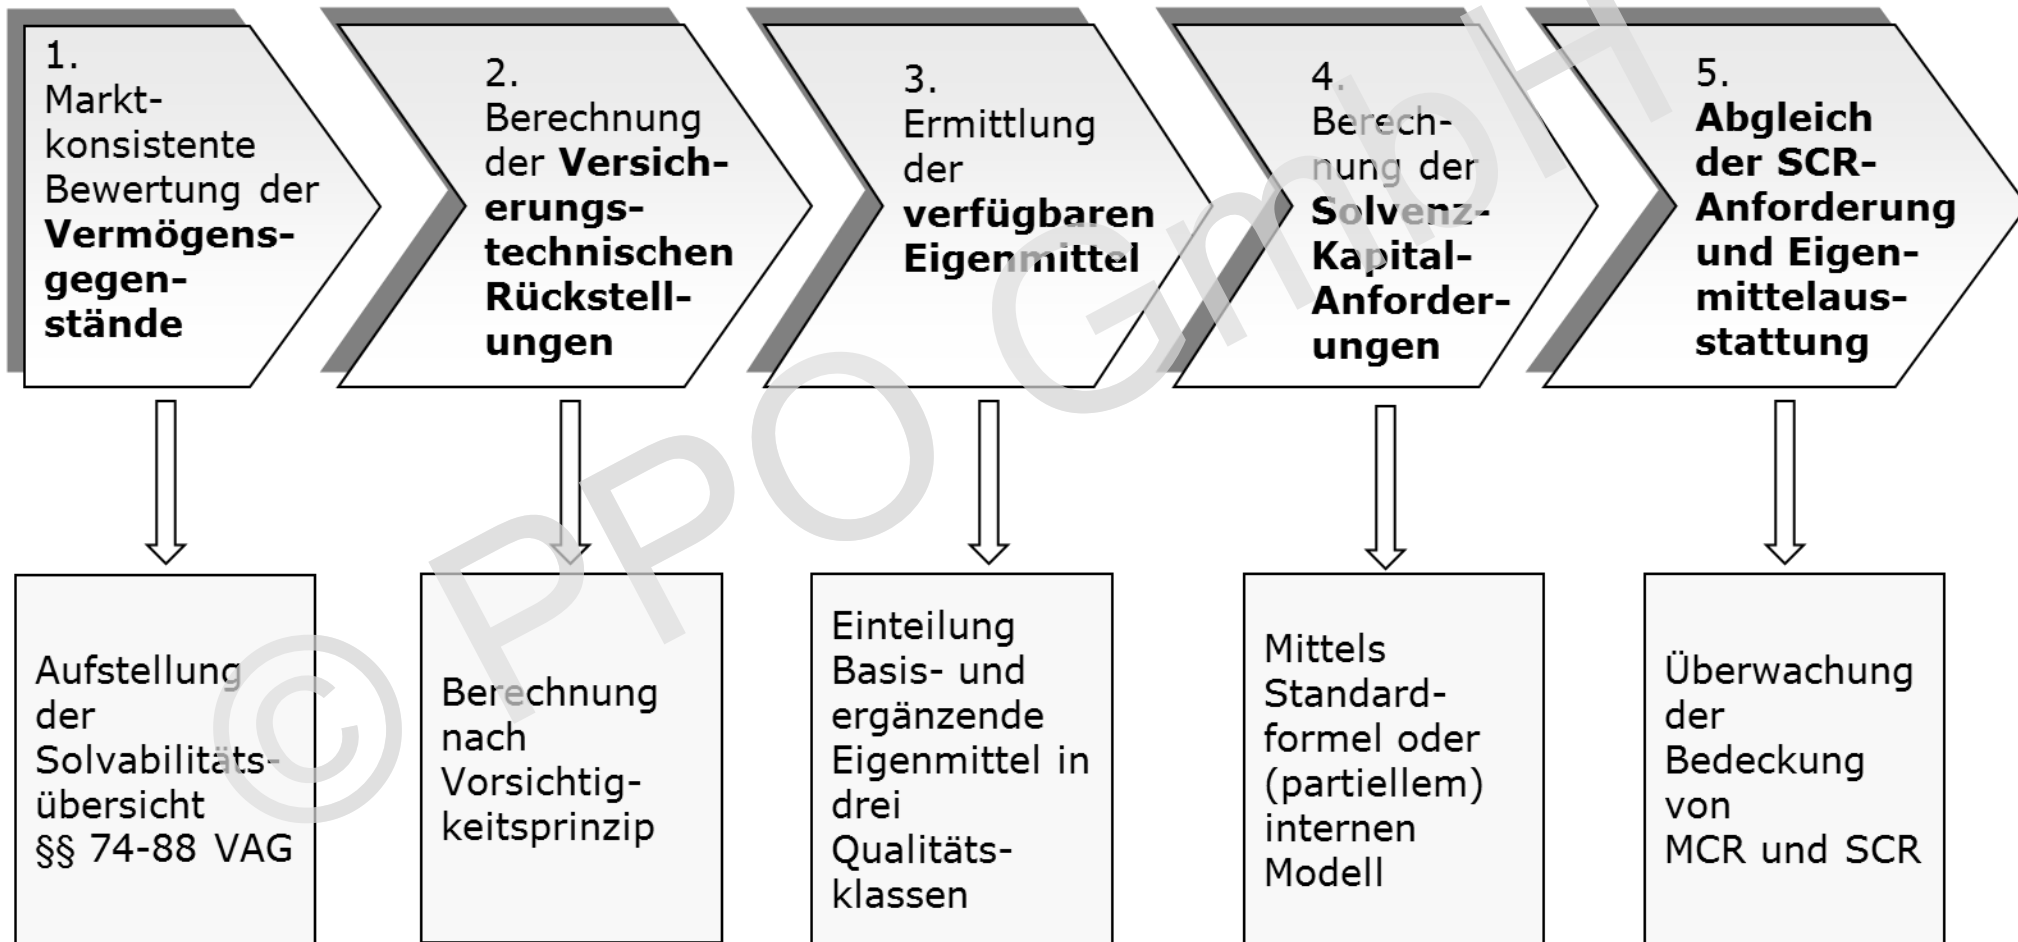 1.
Markt-
konsistente
Bewertung der
Vermögens-
gegen-
stände
2.
Berechnung
der Versich-
erungs-
technischen
Rückstell-
ungen
3.
Ermittlung
der
verfügbaren
Eigenmittel
4.
Berech-
nung der
Solvenz-
Kapital-
Anforder-
ungen
5.
Abgleich
der SCR-
Anforderung
und Eigen-
mittelaus-
stattung
Aufstellung
der
Solvabilitäts-
übersicht
§§ 74-88 VAG
Berechnung
nach
Vorsichtig-
keitsprinzip
Einteilung
Basis- und
ergänzende
Eigenmittel in
drei
Qualitäts-
klassen
Mittels
Standard-
formel oder
(partiellem)
internen
Modell
Überwachung
der
Bedeckung
von
MCR und SCR
© PPO GmbH